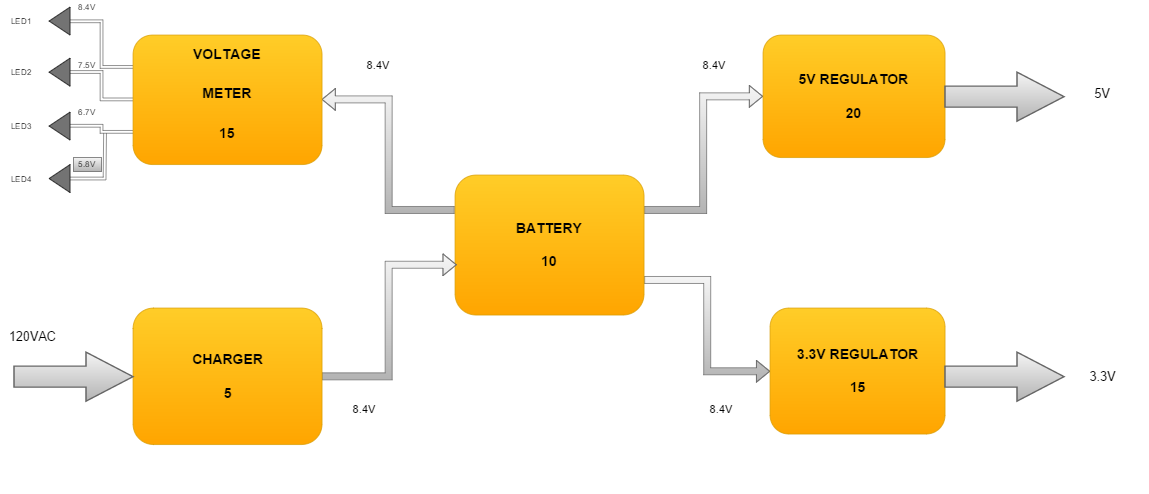 LED1
8.4V
LED2
7.5V
LED3
6.7V
LED4
5.8V
VOLTAGE
METER
15
8.4V
8.4V
5V REGULATOR
20
5V
BATTERY
10
120VAC
CHARGER
5
8.4V
8.4V
3.3V REGULATOR
15
3.3V